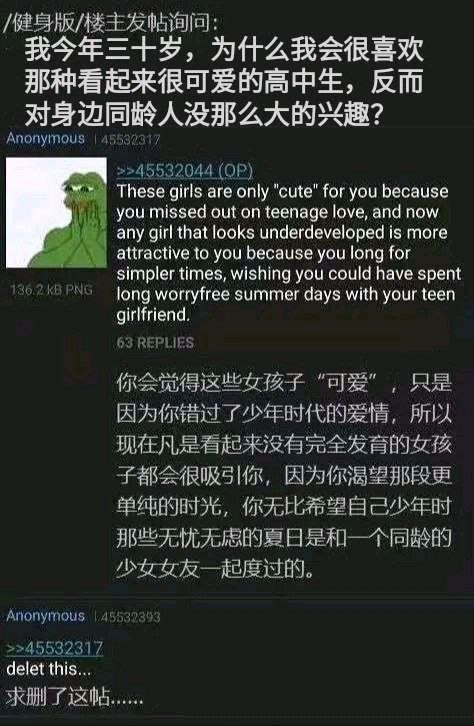 /健身版/楼主发帖询问：
我今年三十岁，为什么我会很喜欢
那种看起来很可爱的高中生，反而
对身边同龄人没那么大的兴趣？
Anonymous | 45532317
>>45532044 (OP)
These girls are only "cute" for you because
you missed out on teenage love, and now
any girl that looks underdeveloped is more
attractive to you because you long for
simpler times, wishing you could have spent
long worryfree summer days with your teen
girlfriend.
136.2 kB PNG
63 REPLIES
你会觉得这些女孩子“可爱”，只是
因为你错过了少年时代的爱情，所以
现在凡是看起来没有完全发育的女孩
子都会很吸引你，因为你渴望那段更
单纯的时光，你无比希望自己少年时
那些无忧无虑的夏日是和一个同龄的
少女女友一起度过的。
Anonymous | 45532393
>>45532317
delet this...
求删了这帖……